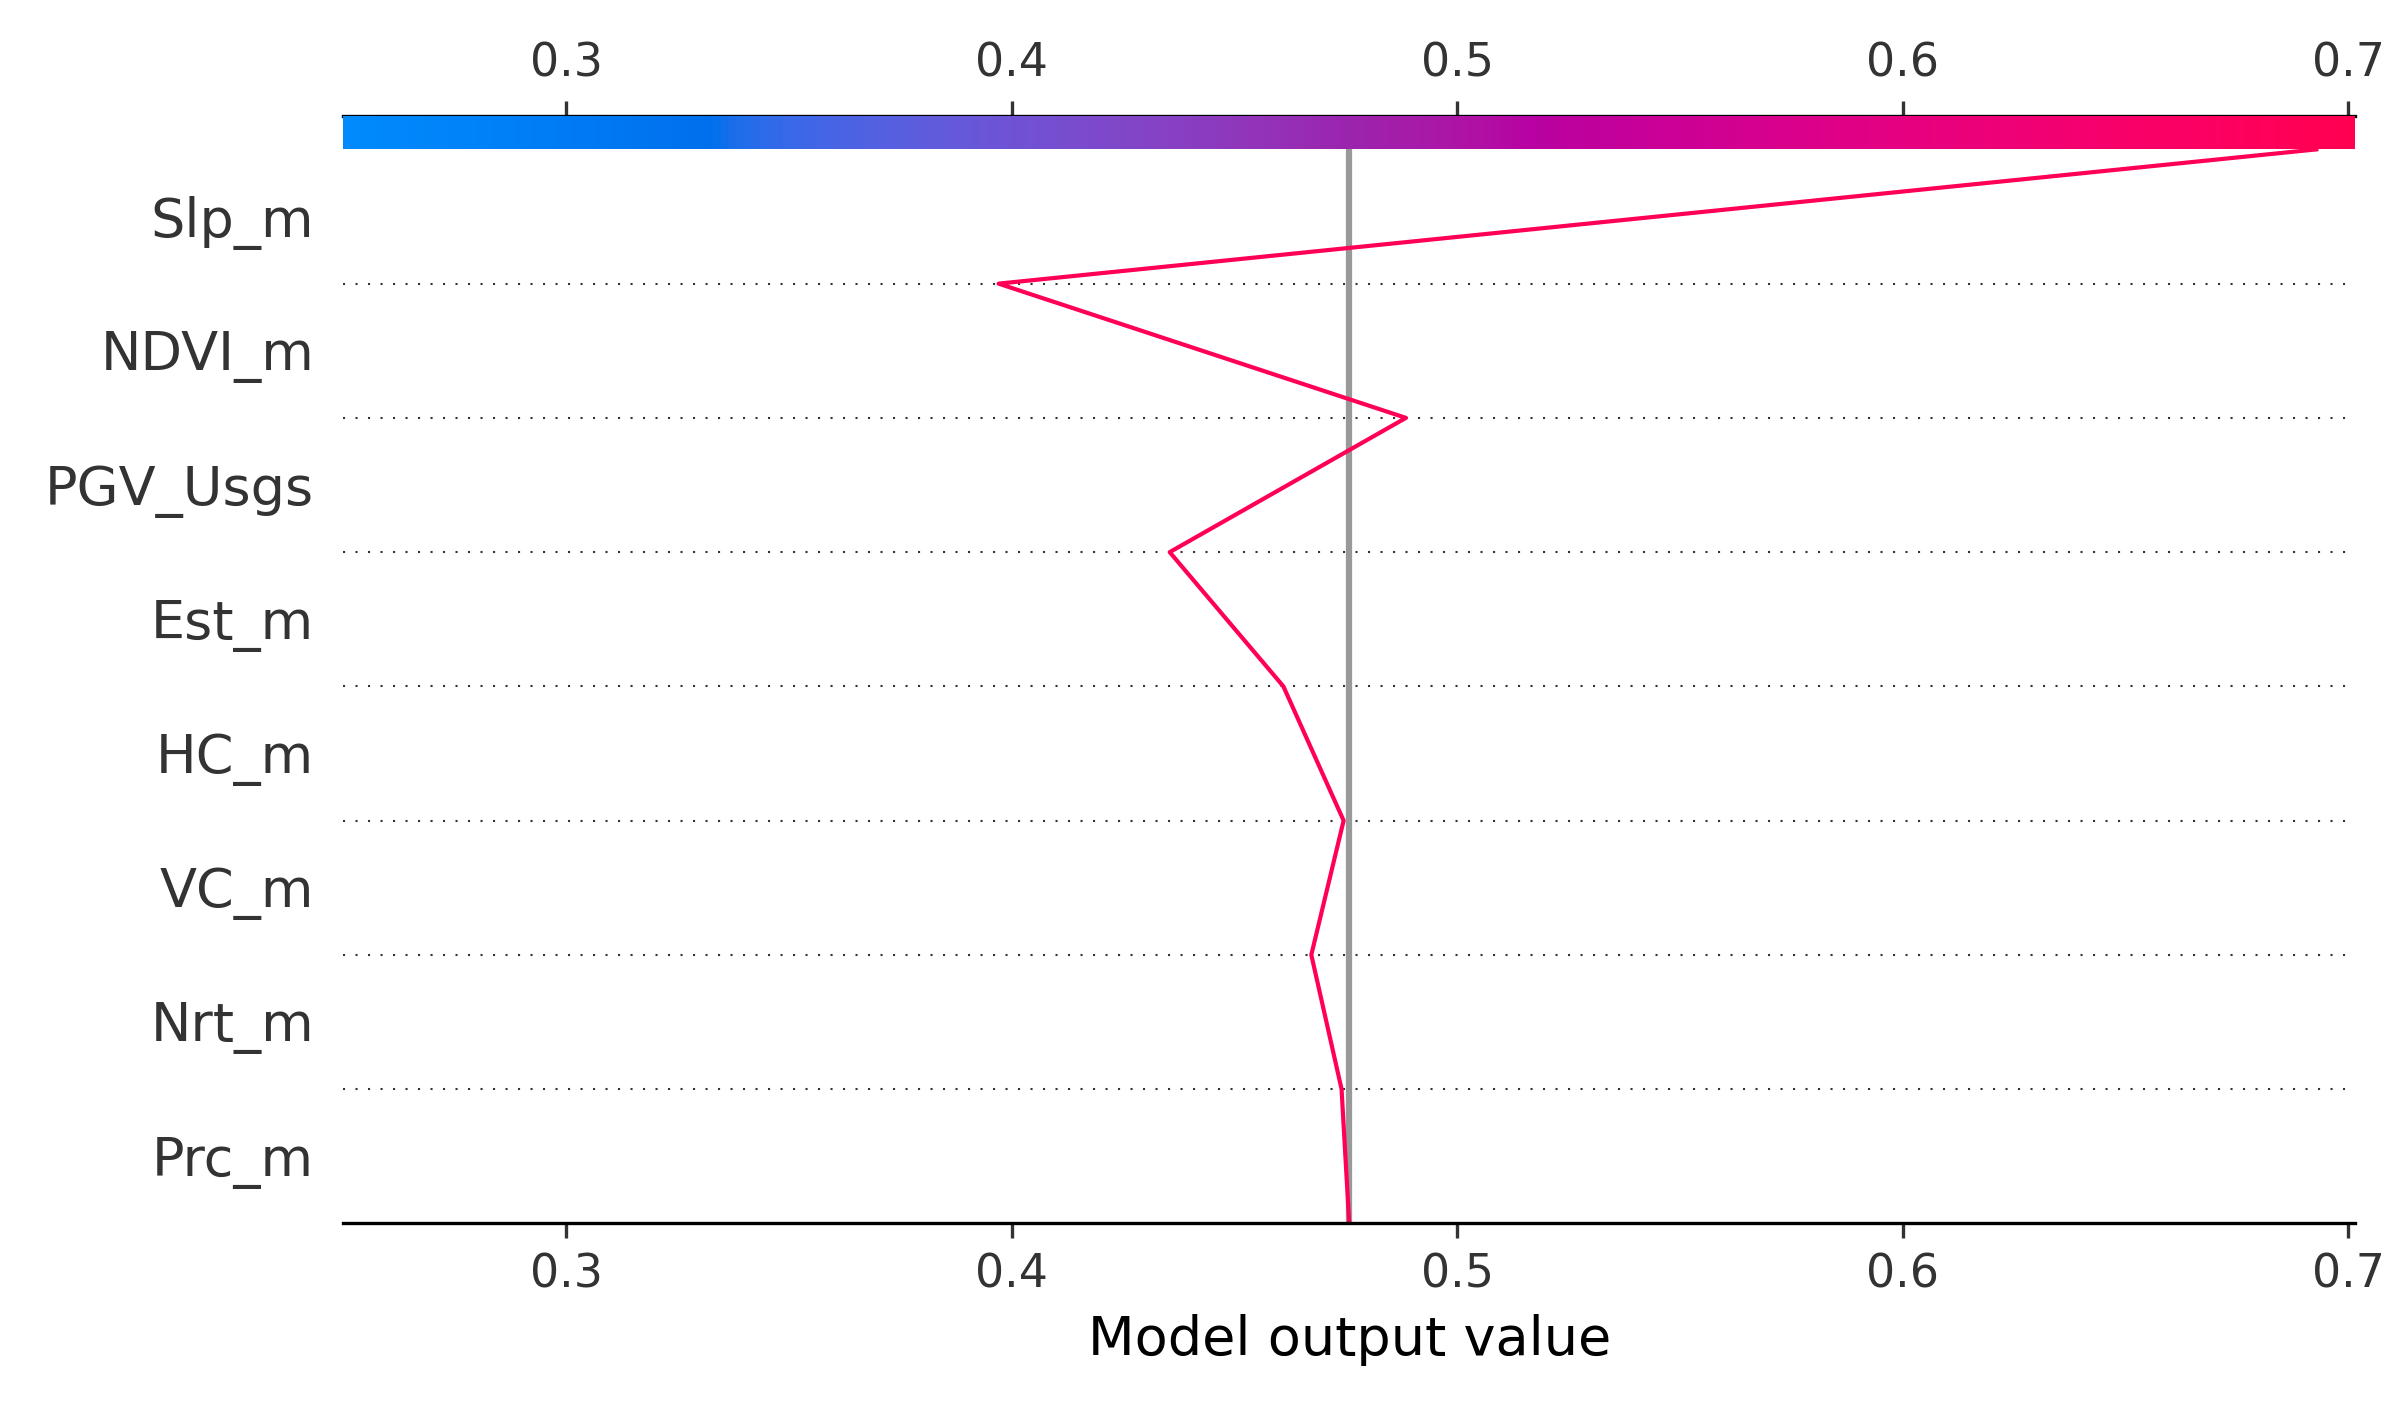 0.3 0.4 0.5 0.6 0.7
Slp_m
NDVI_m
PGV_Usgs
Est_m
HC_m
VC_m
Nrt_m
Prc_m
0.3 0.4 0.5 0.6 0.7
Model output value